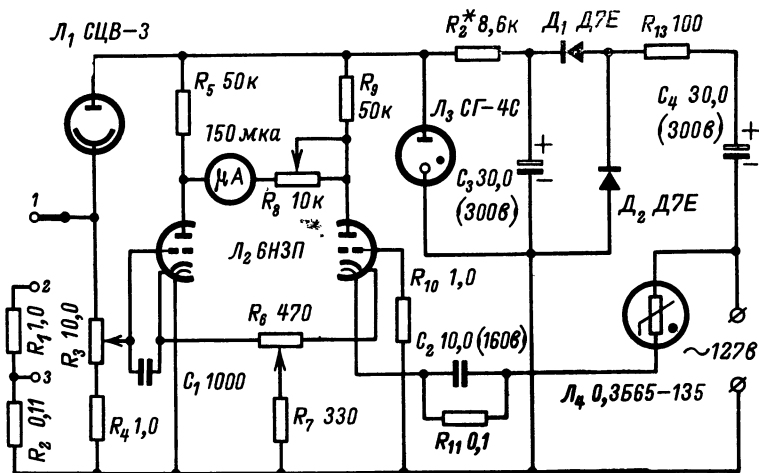 Л₁ СЦВ-3
R₂* 8,6к
Д₁ Д7Е
R₁₃ 100
R₅ 50к
R₉
50к
Л₃ СГ-4С
C₄ 30,0
(300в)
+
-
150 мка
μA
R₈ 10к
+
-
C₃ 30,0
(300в)
Д₂ Д7Е
1
Л₂ 6Н3П
R₁₀ 1,0
2
R₁ 1,0
R₃ 10,0
R₆ 470
C₂ 10,0 (160в)
~127в
3
C₁ 1000
Л₄ 0,3Б65-135
R₂ 0,11
R₄ 1,0
R₇ 330
R₁₁ 0,1